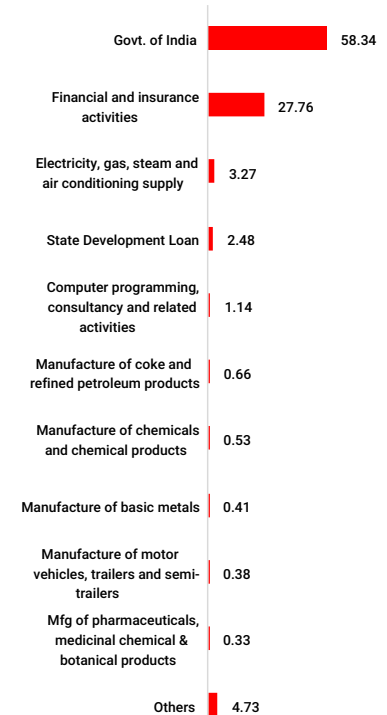 Govt. of India 58.34
Financial and insurance
activities 27.76
Electricity, gas, steam and
air conditioning supply 3.27
State Development Loan 2.48
Computer programming,
consultancy and related 1.14
activities
Manufacture of coke and
refined petroleum products 0.66
Manufacture of chemicals
and chemical products 0.53
Manufacture of basic metals 0.41
Manufacture of motor
vehicles, trailers and semi- 0.38
trailers
Mfg of pharmaceuticals,
medicinal chemical & 0.33
botanical products
Others 4.73